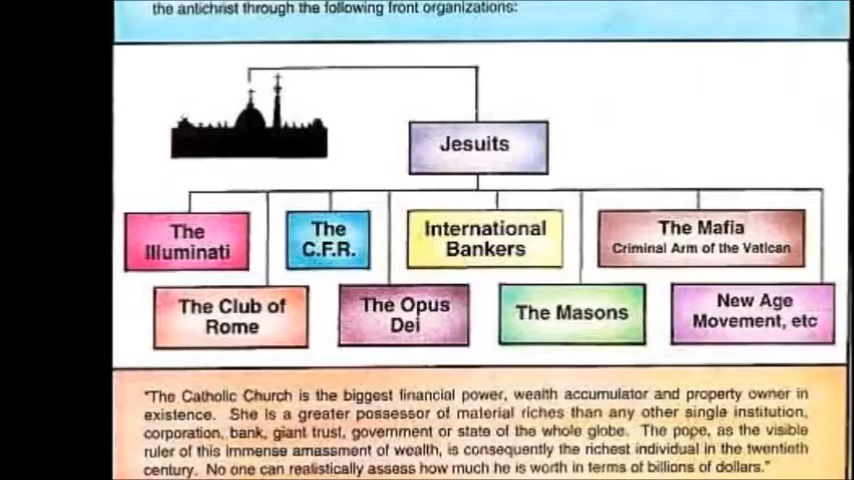 the antichrist through the following front organizations:
Jesuits
The
Illuminati
The
C.F.R.
International
Bankers
The Mafia
Criminal Arm of the Vatican
The Club of
Rome
The Opus
Dei
The Masons
New Age
Movement, etc
"The Catholic Church is the biggest financial power, wealth accumulator and property owner in
existence. She is a greater possessor of material riches than any other single institution,
corporation, bank, giant trust, government or state of the whole globe. The pope, as the visible
ruler of this immense amassment of wealth, is consequently the richest individual in the twentieth
century. No one can realistically assess how much he is worth in terms of billions of dollars."